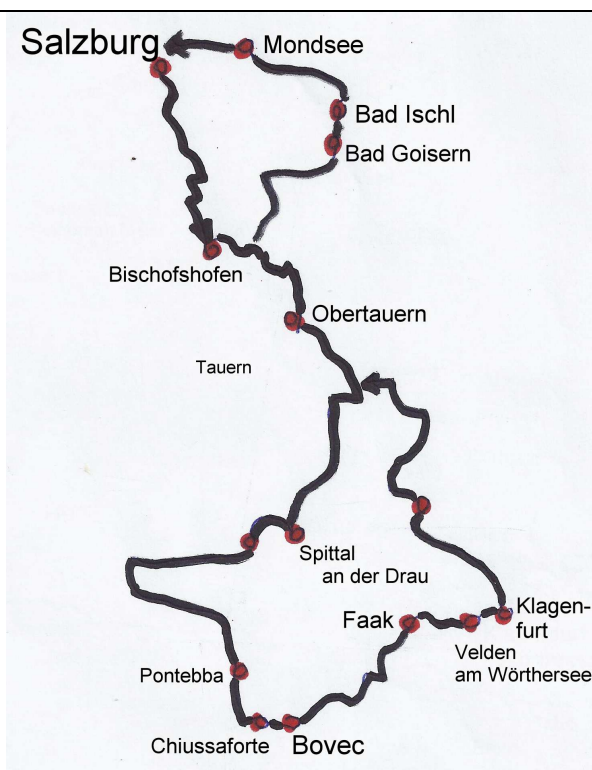 Salzburg
Mondsee
Bad Ischl
Bad Goisern
Bischofshofen
Obertauern
Tauern
Spittal
an der Drau
Faak
Klagen-
furt
Velden
am Wörthersee
Pontebba
Chiussaforte
Bovec